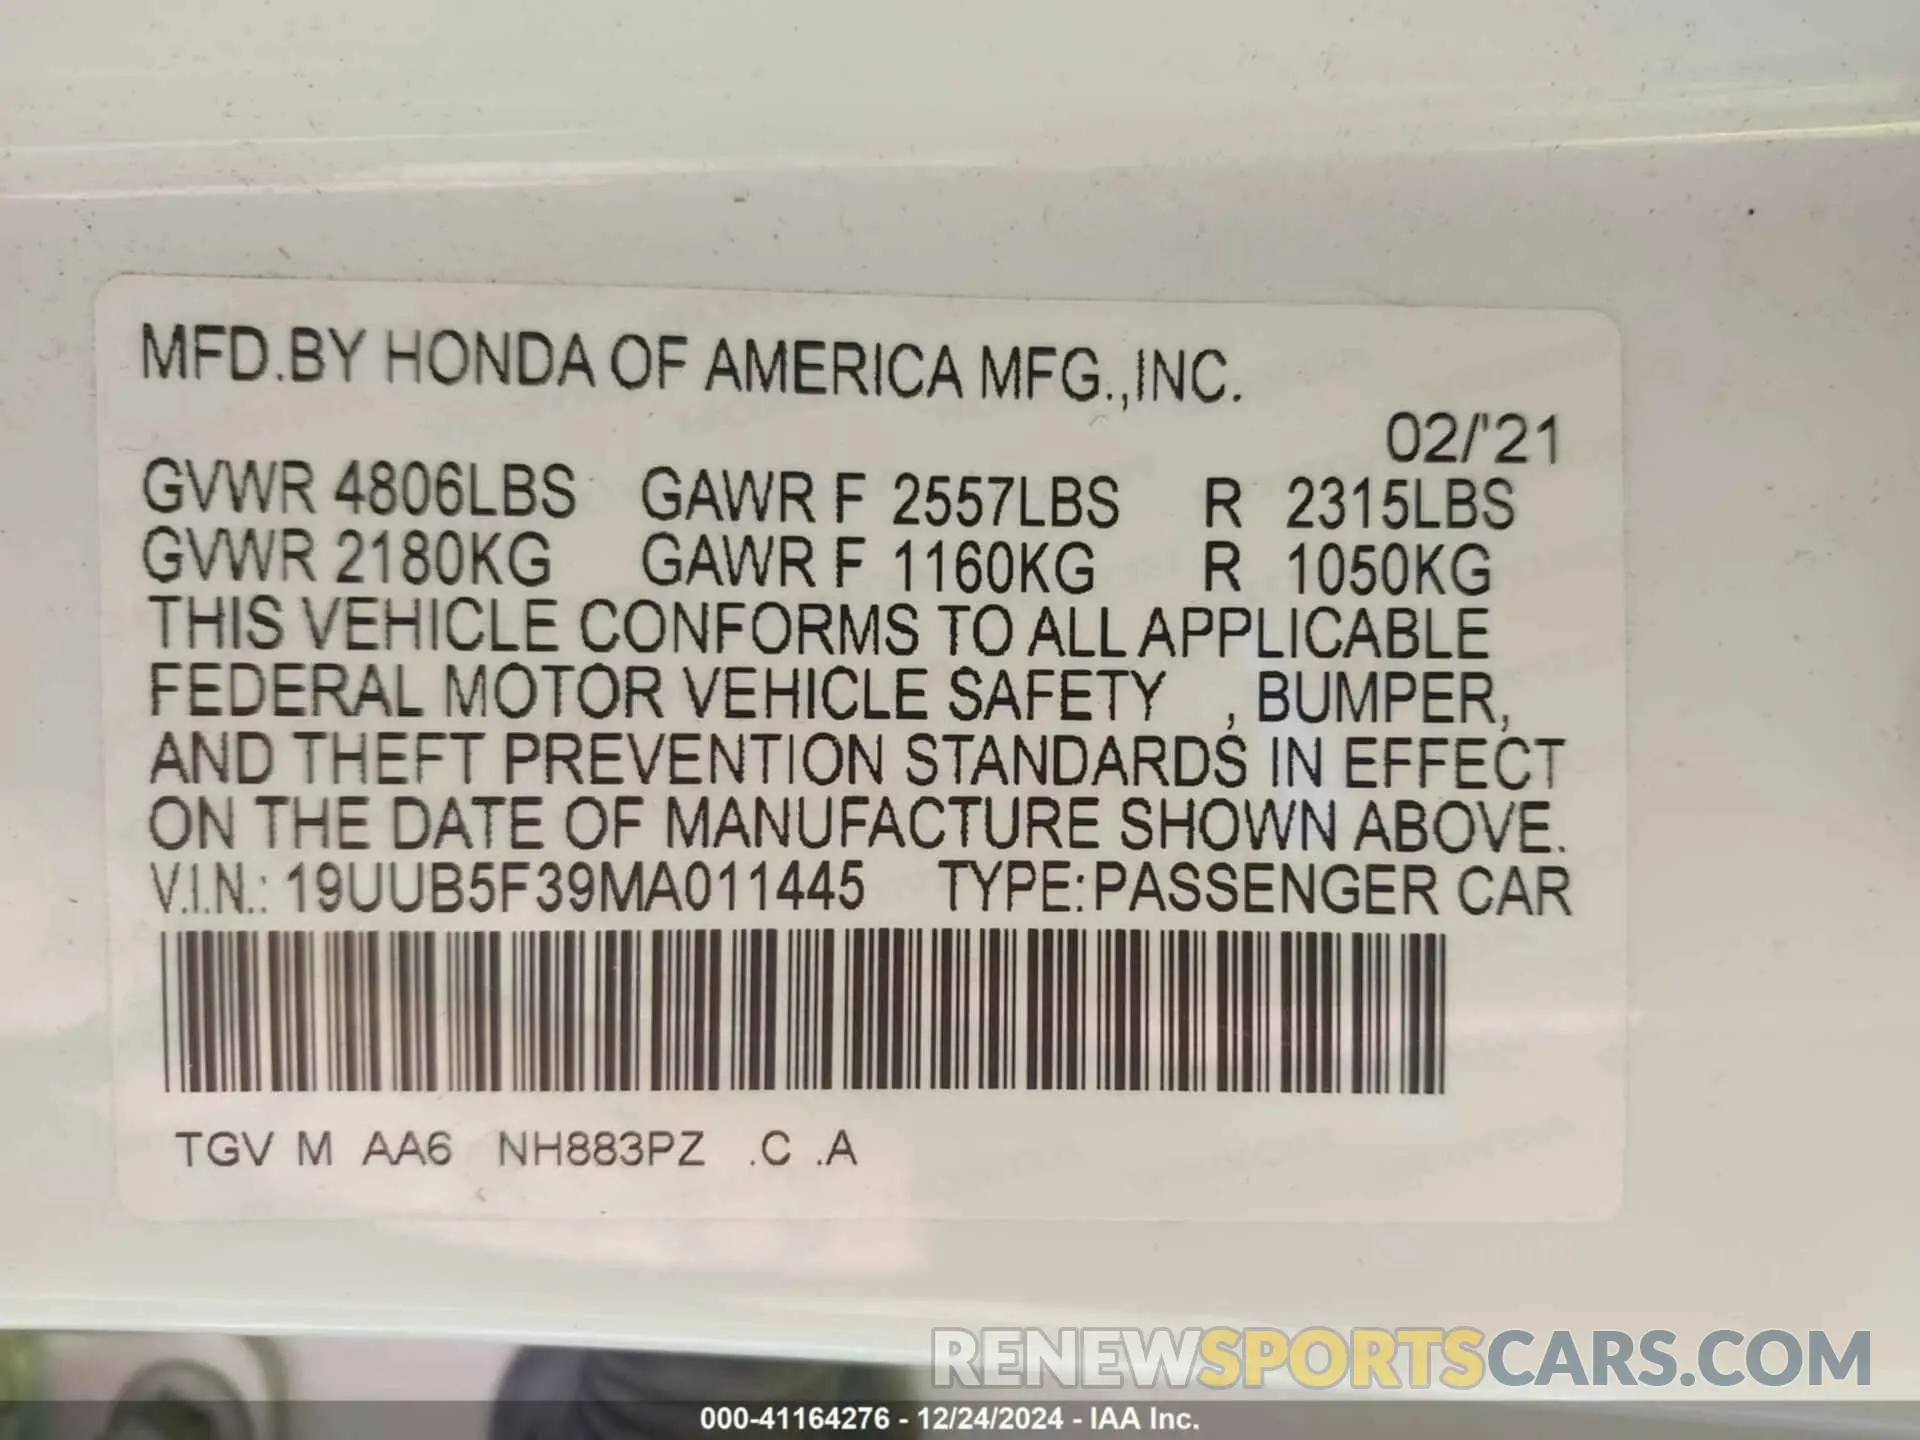 MFD.BY HONDA OF AMERICA MFG.,INC.
02/'21
GVWR 4806LBS GAWR F 2557LBS R 2315LBS
GVWR 2180KG GAWR F 1160KG R 1050KG
THIS VEHICLE CONFORMS TO ALL APPLICABLE
FEDERAL MOTOR VEHICLE SAFETY , BUMPER,
AND THEFT PREVENTION STANDARDS IN EFFECT
ON THE DATE OF MANUFACTURE SHOWN ABOVE.
V.I.N.: 19UUB5F39MA011445 TYPE:PASSENGER CAR
TGV M AA6 NH883PZ .C .A
RENEWSPORTSCARS.COM
000-41164276 - 12/24/2024 - IAA Inc.